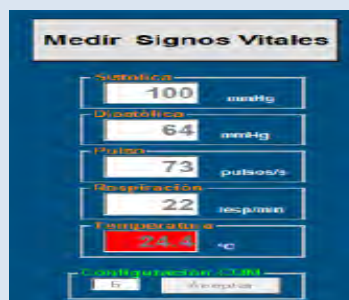 Medir Signos Vitales
Sistólica
100 mmHg
Diastólica
64 mmHg
Pulso
73 pulsos/s
Respiración
22 resp/min
Temperatura
24.4 °C
Configuración COM
6